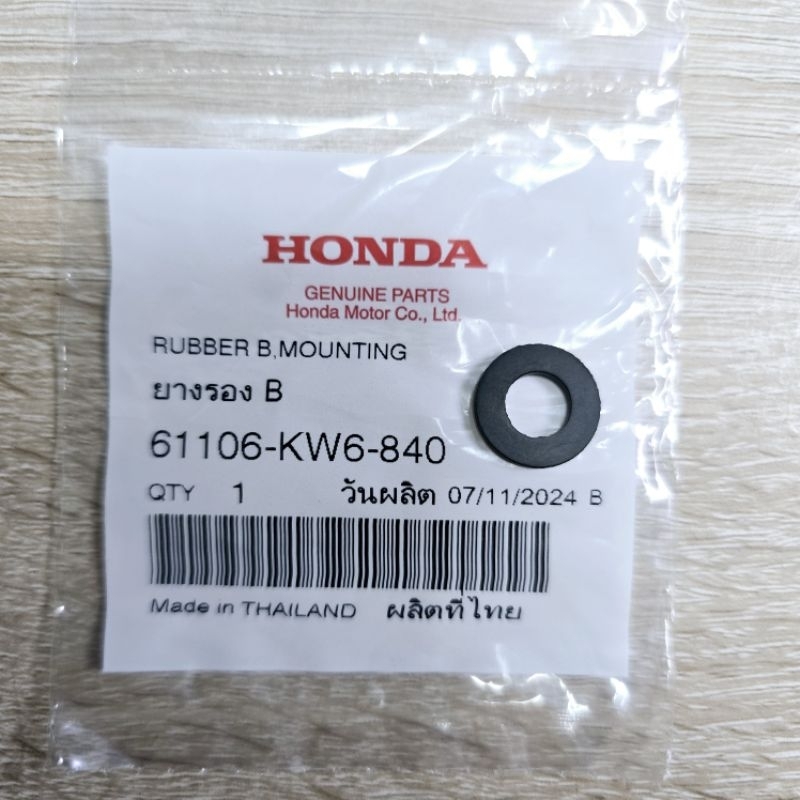 HONDA
GENUINE PARTS
Honda Motor Co., Ltd.
RUBBER B,MOUNTING
ยางรอง B
61106-KW6-840
QTY 1 วันผลิต 07/11/2024 B
Made in THAILAND ผลิตที่ไทย